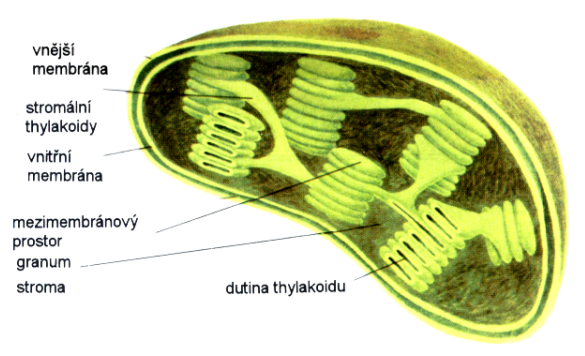 vnější
membrána
stromální
thylakoidy
vnitřní
membrána
mezimembránový
prostor
granum
stroma
dutina thylakoidu